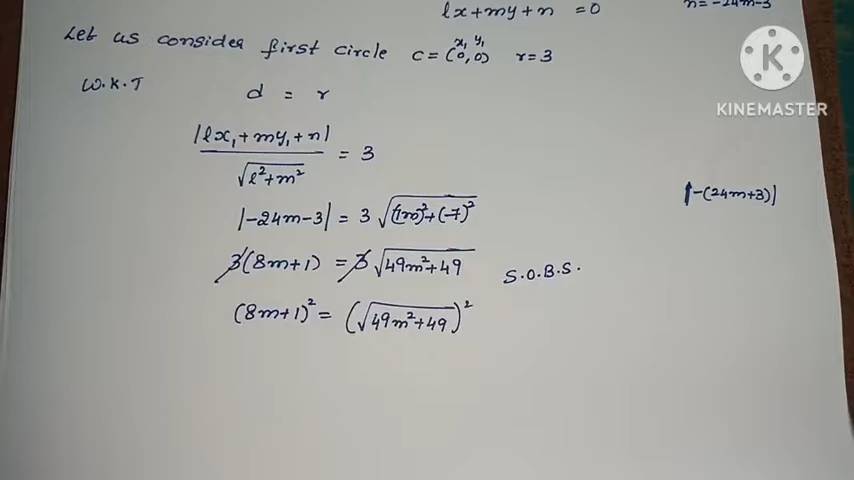 lx+my+n =0
n=-24m-3
Let us consider first circle c=(0,0) r=3
x₁ y₁
W.K.T d = r
|lx₁+my₁+n| / √l²+m² = 3
|-24m-3| = 3 √(7m)²+(-7)²
|-(24m+3)|
3(8m+1) = 3 √49m²+49 S.O.B.S.
(8m+1)² = (√49m²+49)²
KINEMASTER